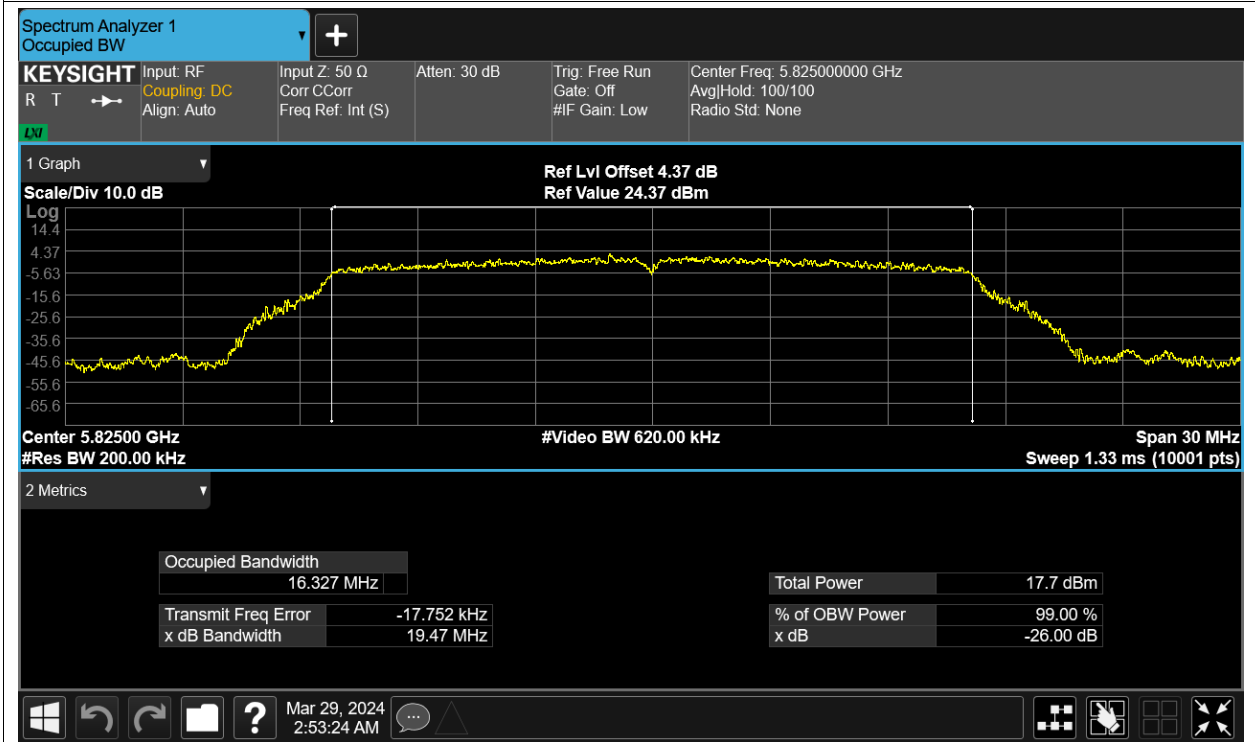 Spectrum Analyzer 1
Occupied BW
KEYSIGHT
R T
LXI
Input: RF
Coupling: DC
Align: Auto
Input Z: 50 Ω
Corr CCorr
Freq Ref: Int (S)
Atten: 30 dB
Trig: Free Run
Gate: Off
#IF Gain: Low
Center Freq: 5.825000000 GHz
Avg|Hold: 100/100
Radio Std: None
1 Graph
Scale/Div 10.0 dB
Ref Lvl Offset 4.37 dB
Ref Value 24.37 dBm
Log
14.4
4.37
-5.63
-15.6
-25.6
-35.6
-45.6
-55.6
-65.6
Center 5.82500 GHz
#Res BW 200.00 kHz
#Video BW 620.00 kHz
Span 30 MHz
Sweep 1.33 ms (10001 pts)
2 Metrics
Occupied Bandwidth
16.327 MHz
Transmit Freq Error -17.752 kHz
x dB Bandwidth 19.47 MHz
Total Power 17.7 dBm
% of OBW Power 99.00 %
x dB -26.00 dB
?
Mar 29, 2024
2:53:24 AM